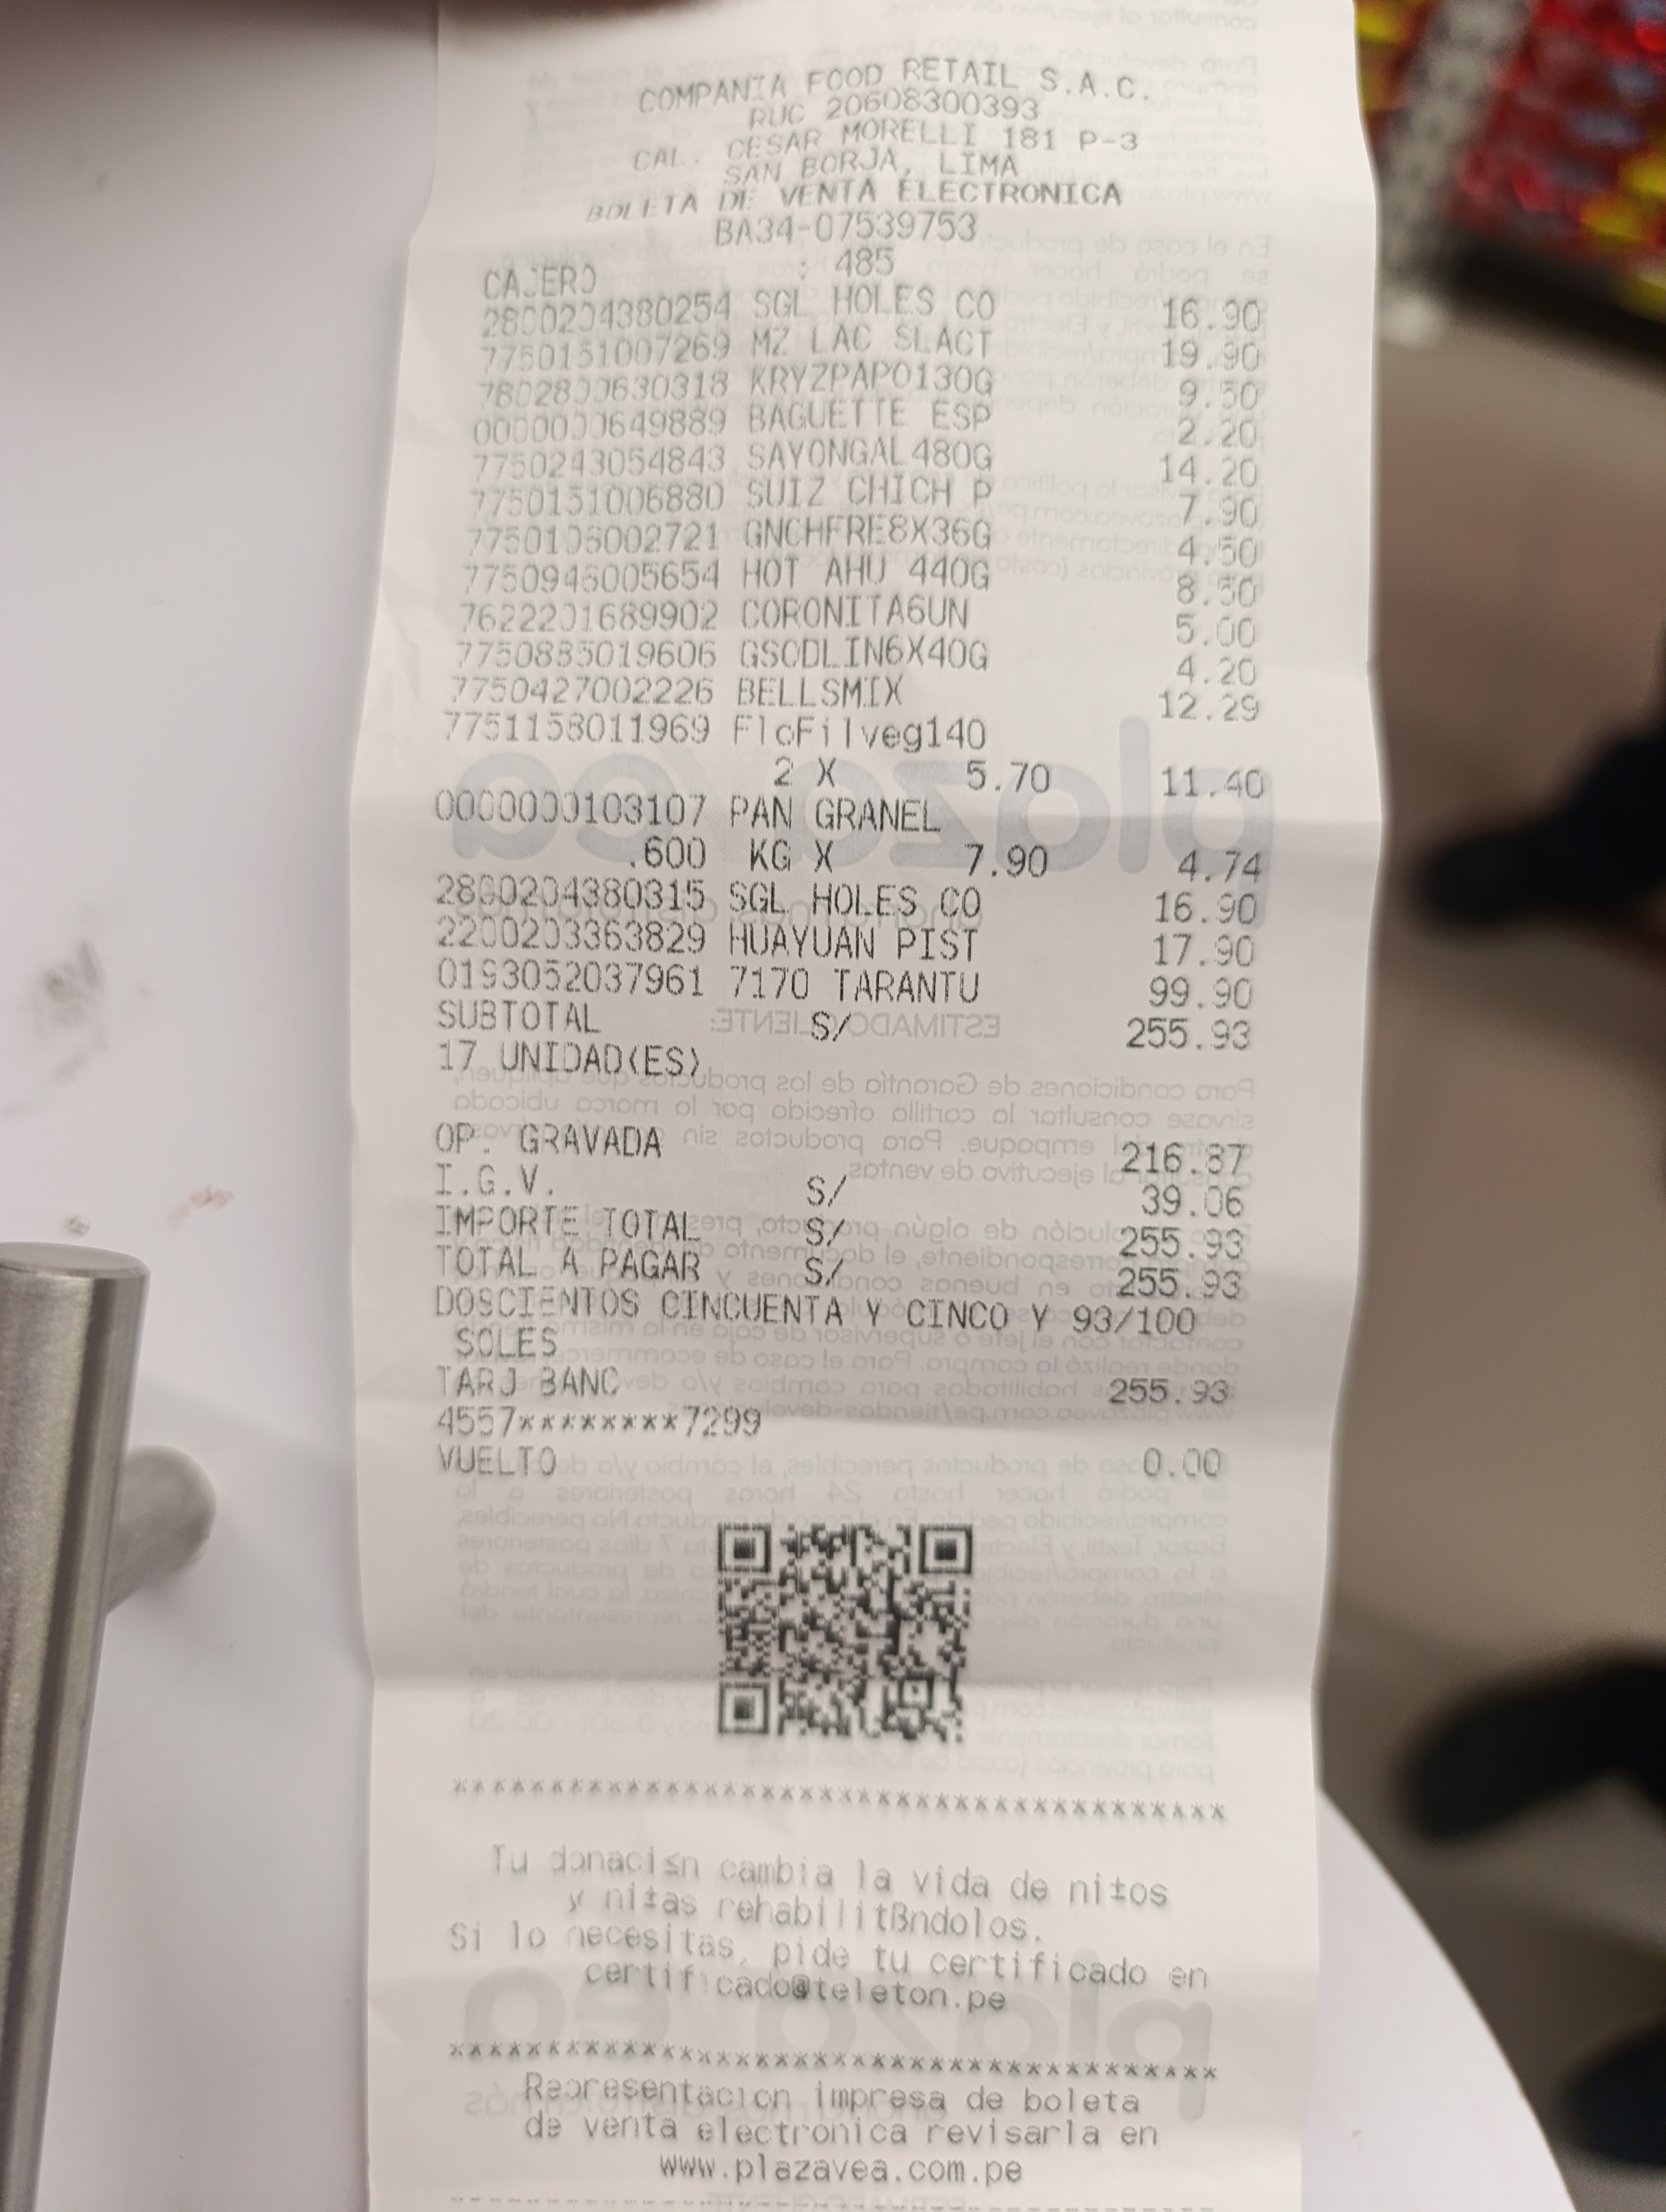 COMPANIA FOOD RETAIL S.A.C.
RUC 20608300393
CAL. CESAR MORELLI 181 P-3
SAN BORJA, LIMA
BOLETA DE VENTA ELECTRONICA
BA34-07539753
CAJERO : 485
2800204380254 SGL HOLES CO 16.90
7750151007269 MZ LAC SLACT 19.90
7802800630318 KRYZPAPO130G 9.50
0000000649889 BAGUETTE ESP 2.20
7750243054843 SAYONGAL480G 14.20
7750151006880 SUIZ CHICH P 7.90
7750106002721 GNCHFRE8X36G 4.50
7750946005654 HOT AHU 440G 8.50
7622201689902 CORONITA6UN 5.00
7750885019606 GSODLIN6X40G 4.20
7750427002226 BELLSMIX 12.29
7751158011969 FloFilveg140
2 X 5.70 11.40
0000000103107 PAN GRANEL
.600 KG X 7.90 4.74
2800204380315 SGL HOLES CO 16.90
2200203363829 HUAYUAN PIST 17.90
0193052037961 7170 TARANTU 99.90
SUBTOTAL S/ 255.93
17 UNIDAD(ES)
OP. GRAVADA 216.87
I.G.V. S/ 39.06
IMPORTE TOTAL S/ 255.93
TOTAL A PAGAR S/ 255.93
DOSCIENTOS CINCUENTA Y CINCO Y 93/100
SOLES
TARJ BANC 255.93
4557********7299
VUELTO 0.00
****************************************
Tu donaci≤n cambia la vida de ni±os
y ni±as rehabilitßndolos.
Si lo necesitas, pide tu certificado en
certificado@teleton.pe
****************************************
Representacion impresa de boleta
de venta electronica revisarla en
www.plazavea.com.pe